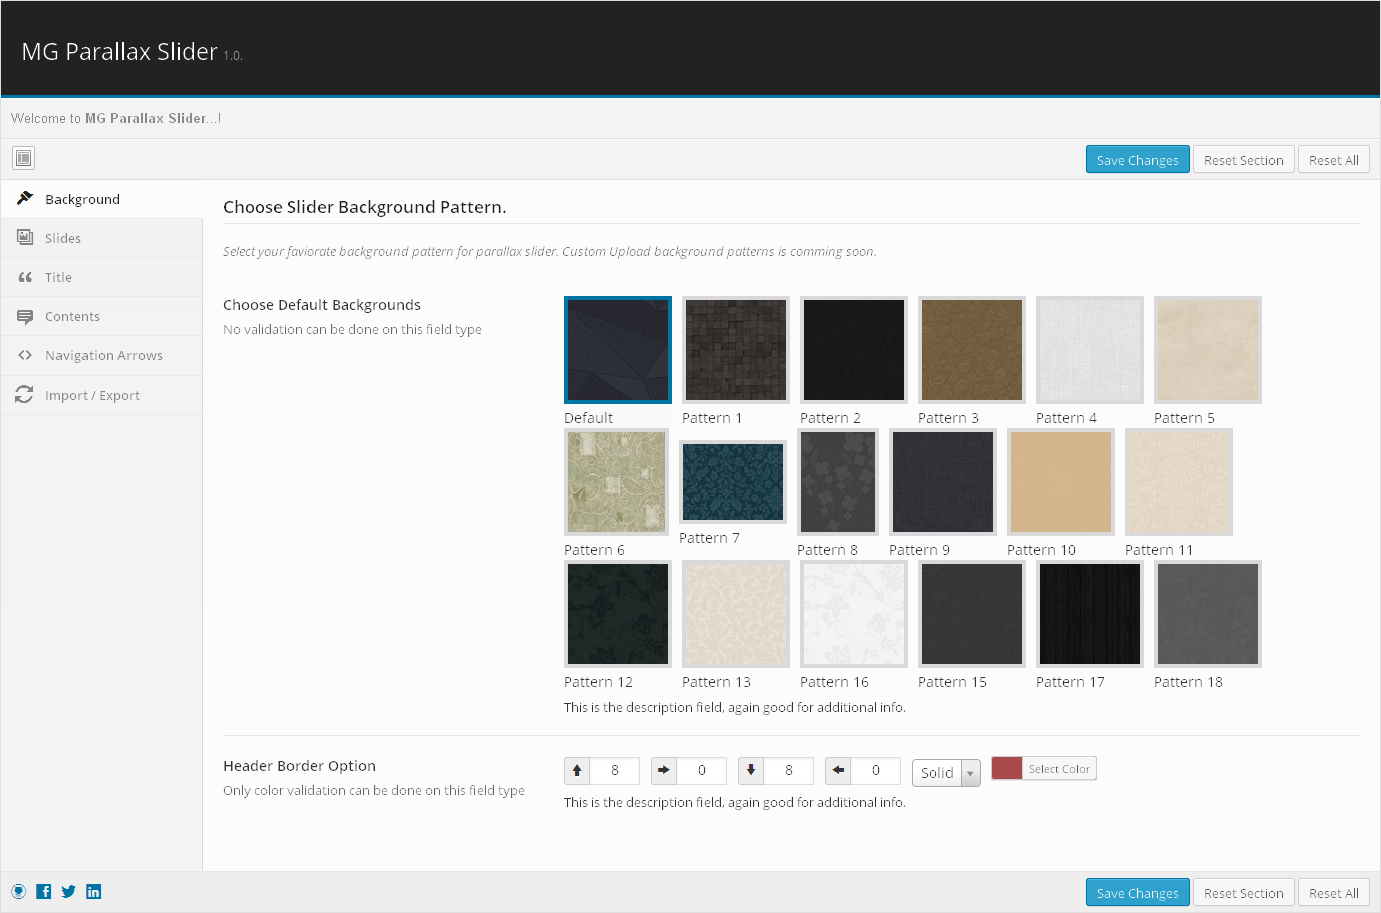 MG Parallax Slider 1.0.
Welcome to MG Parallax Slider...!
Save Changes Reset Section Reset All
Background
Slides
Title
Contents
Navigation Arrows
Import / Export
Choose Slider Background Pattern.
Select your faviorate background pattern for parallax slider. Custom Upload background patterns is comming soon.
Choose Default Backgrounds
No validation can be done on this field type
Default Pattern 1 Pattern 2 Pattern 3 Pattern 4 Pattern 5
Pattern 6 Pattern 7 Pattern 8 Pattern 9 Pattern 10 Pattern 11
Pattern 12 Pattern 13 Pattern 16 Pattern 15 Pattern 17 Pattern 18
This is the description field, again good for additional info.
Header Border Option
Only color validation can be done on this field type
8 0 8 0 Solid Select Color
This is the description field, again good for additional info.
Save Changes Reset Section Reset All